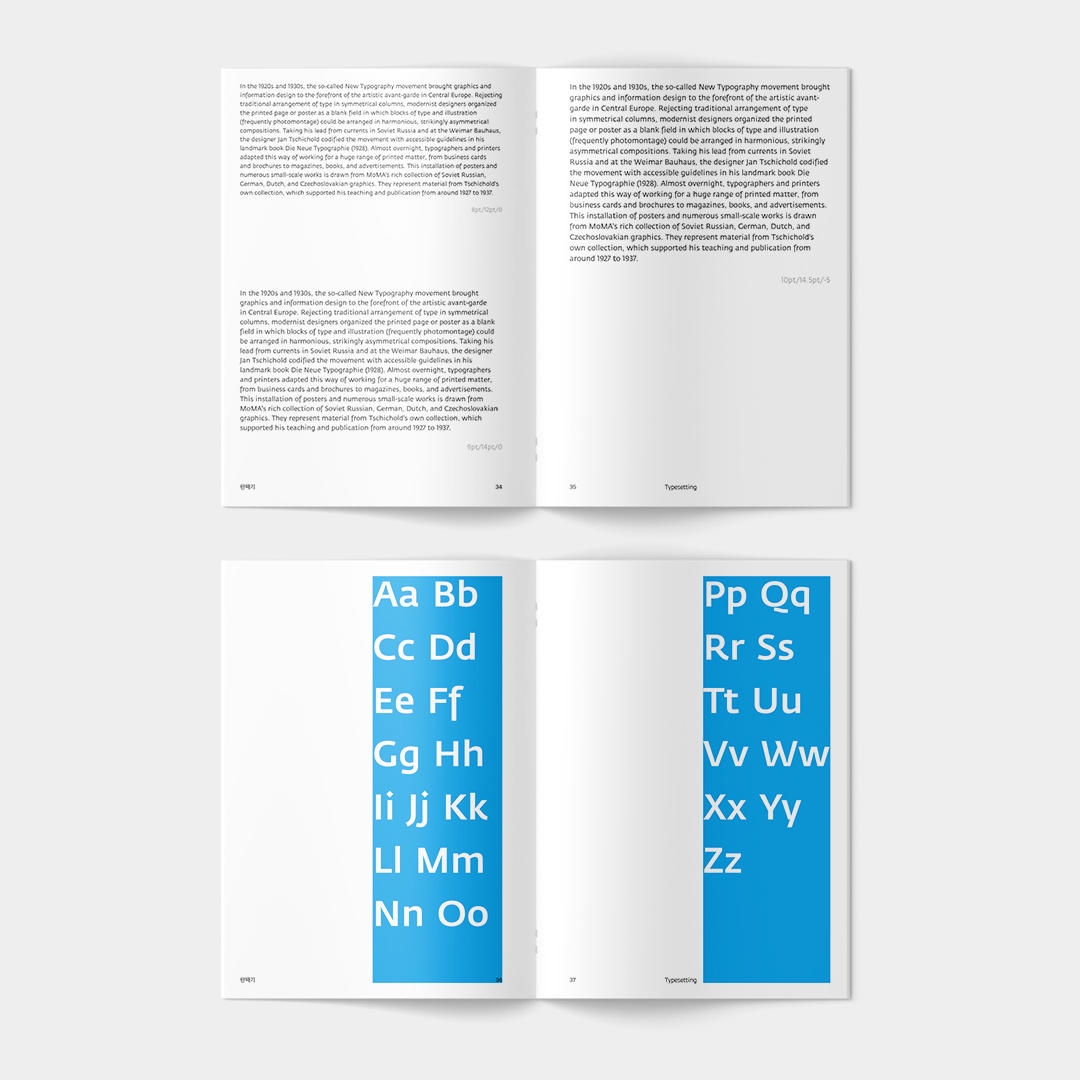 In the 1920s and 1930s, the so-called New Typography movement brought graphics and
information design to the forefront of the artistic avant-garde in Central Europe. Rejecting
traditional arrangement of type in symmetrical columns, modernist designers organized
the printed page or poster as a blank field in which blocks of type and illustration
(frequently photomontage) could be arranged in harmonious, strikingly asymmetrical
compositions. Taking his lead from currents in Soviet Russia and at the Weimar Bauhaus,
the designer Jan Tschichold codified the movement with accessible guidelines in his
landmark book Die Neue Typographie (1928). Almost overnight, typographers and printers
adapted this way of working for a huge range of printed matter, from business cards
and brochures to magazines, books, and advertisements. This installation of posters and
numerous small-scale works is drawn from MoMA's rich collection of Soviet Russian,
German, Dutch, and Czechoslovakian graphics. They represent material from Tschichold's
own collection, which supported his teaching and publication from around 1927 to 1937.
8pt/12pt/0
In the 1920s and 1930s, the so-called New Typography movement brought
graphics and information design to the forefront of the artistic avant-garde
in Central Europe. Rejecting traditional arrangement of type in symmetrical
columns, modernist designers organized the printed page or poster as a blank
field in which blocks of type and illustration (frequently photomontage) could
be arranged in harmonious, strikingly asymmetrical compositions. Taking his
lead from currents in Soviet Russia and at the Weimar Bauhaus, the designer
Jan Tschichold codified the movement with accessible guidelines in his
landmark book Die Neue Typographie (1928). Almost overnight, typographers
and printers adapted this way of working for a huge range of printed matter,
from business cards and brochures to magazines, books, and advertisements.
This installation of posters and numerous small-scale works is drawn from
MoMA's rich collection of Soviet Russian, German, Dutch, and Czechoslovakian
graphics. They represent material from Tschichold's own collection, which
supported his teaching and publication from around 1927 to 1937.
9pt/14pt/0
34
In the 1920s and 1930s, the so-called New Typography movement brought
graphics and information design to the forefront of the artistic avant-
garde in Central Europe. Rejecting traditional arrangement of type
in symmetrical columns, modernist designers organized the printed
page or poster as a blank field in which blocks of type and illustration
(frequently photomontage) could be arranged in harmonious, strikingly
asymmetrical compositions. Taking his lead from currents in Soviet
Russia and at the Weimar Bauhaus, the designer Jan Tschichold codified
the movement with accessible guidelines in his landmark book Die
Neue Typographie (1928). Almost overnight, typographers and printers
adapted this way of working for a huge range of printed matter, from
business cards and brochures to magazines, books, and advertisements.
This installation of posters and numerous small-scale works is drawn
from MoMA's rich collection of Soviet Russian, German, Dutch, and
Czechoslovakian graphics. They represent material from Tschichold's
own collection, which supported his teaching and publication from
around 1927 to 1937.
10pt/14.5pt/-5
35 Typesetting
Aa Bb
Cc Dd
Ee Ff
Gg Hh
Ii Jj Kk
Ll Mm
Nn Oo
36
Pp Qq
Rr Ss
Tt Uu
Vv Ww
Xx Yy
Zz
37 Typesetting